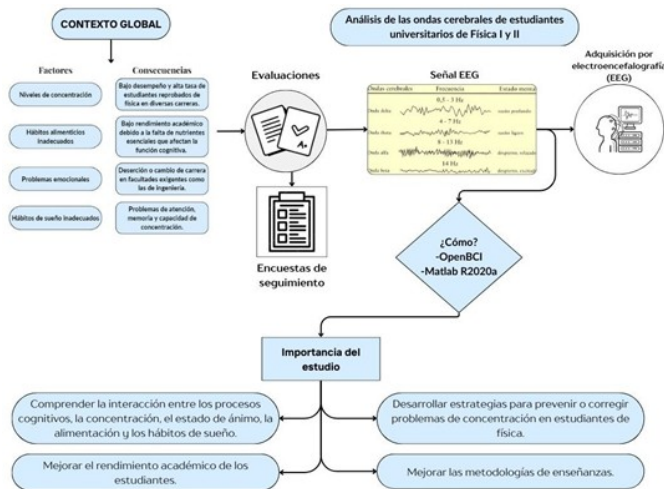 CONTEXTO GLOBAL
Análisis de las ondas cerebrales de estudiantes
universitarios de Física I y II
Factores
Consecuencias
Niveles de concentración
Bajo desempeño y alta tasa de
estudiantes reprobados de
física en diversas carreras.
Hábitos alimenticios
inadecuados
Bajo rendimiento académico
debido a la falta de nutrientes
esenciales que afectan la
función cognitiva.
Problemas emocionales
Deserción o cambio de carrera
en facultades exigentes como
las de ingeniería.
Hábitos de sueño inadecuados
Problemas de atención,
memoria y capacidad de
concentración.
Evaluaciones
A+
Encuestas de
seguimiento
Señal EEG
Ondas cerebrales
Frecuencia
Estado mental
0,5 - 3 Hz
Onda delta
sueño profundo
4 - 7 Hz
Onda theta
sueño ligero
8 - 13 Hz
Onda alfa
despierto, relajado
14 Hz
Onda beta
despierto, excitado
Adquisición por
electroencefalografía
(EEG)
¿Cómo?
-OpenBCI
-Matlab R2020a
Importancia del
estudio
Comprender la interacción entre los procesos
cognitivos, la concentración, el estado de ánimo, la
alimentación y los hábitos de sueño.
Desarrollar estrategias para prevenir o corregir
problemas de concentración en estudiantes de
física.
Mejorar el rendimiento académico de los
estudiantes.
Mejorar las metodologías de enseñanzas.